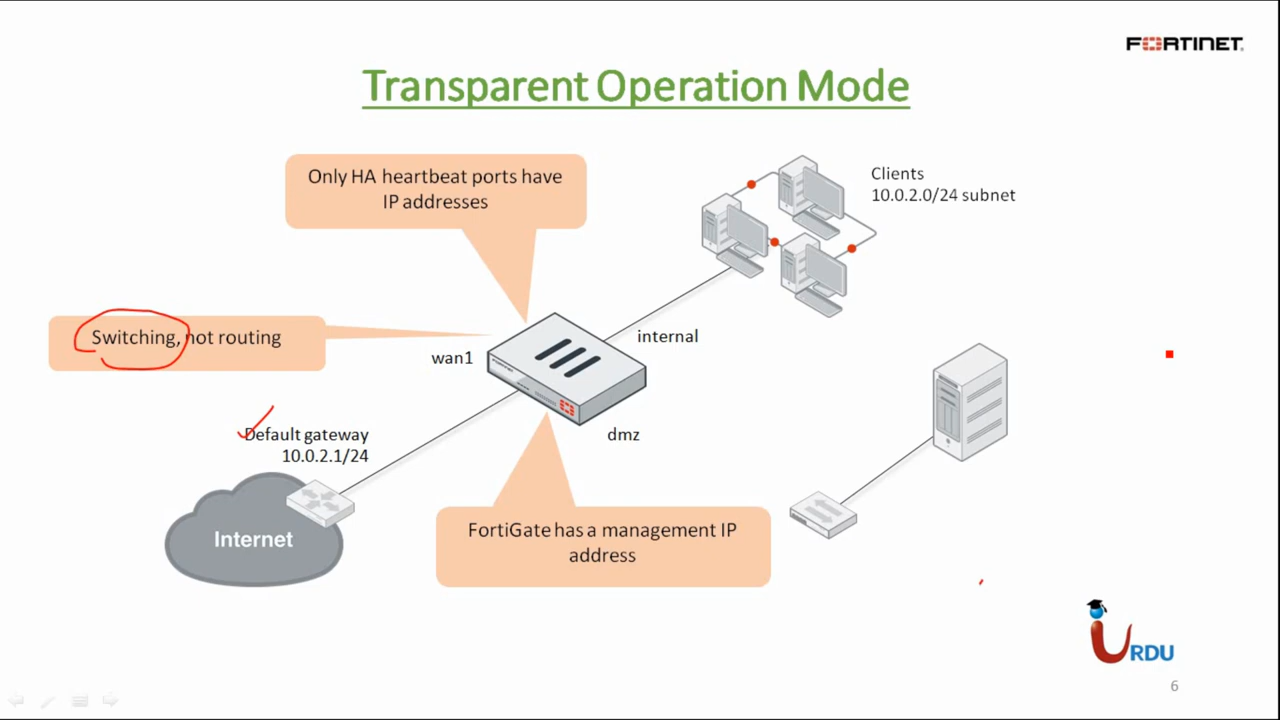 FORTINET
Transparent Operation Mode
Only HA heartbeat ports have
IP addresses
Clients
10.0.2.0/24 subnet
Switching, not routing
internal
wan1
Default gateway
10.0.2.1/24
dmz
Internet
FortiGate has a management IP
address
URDU
6